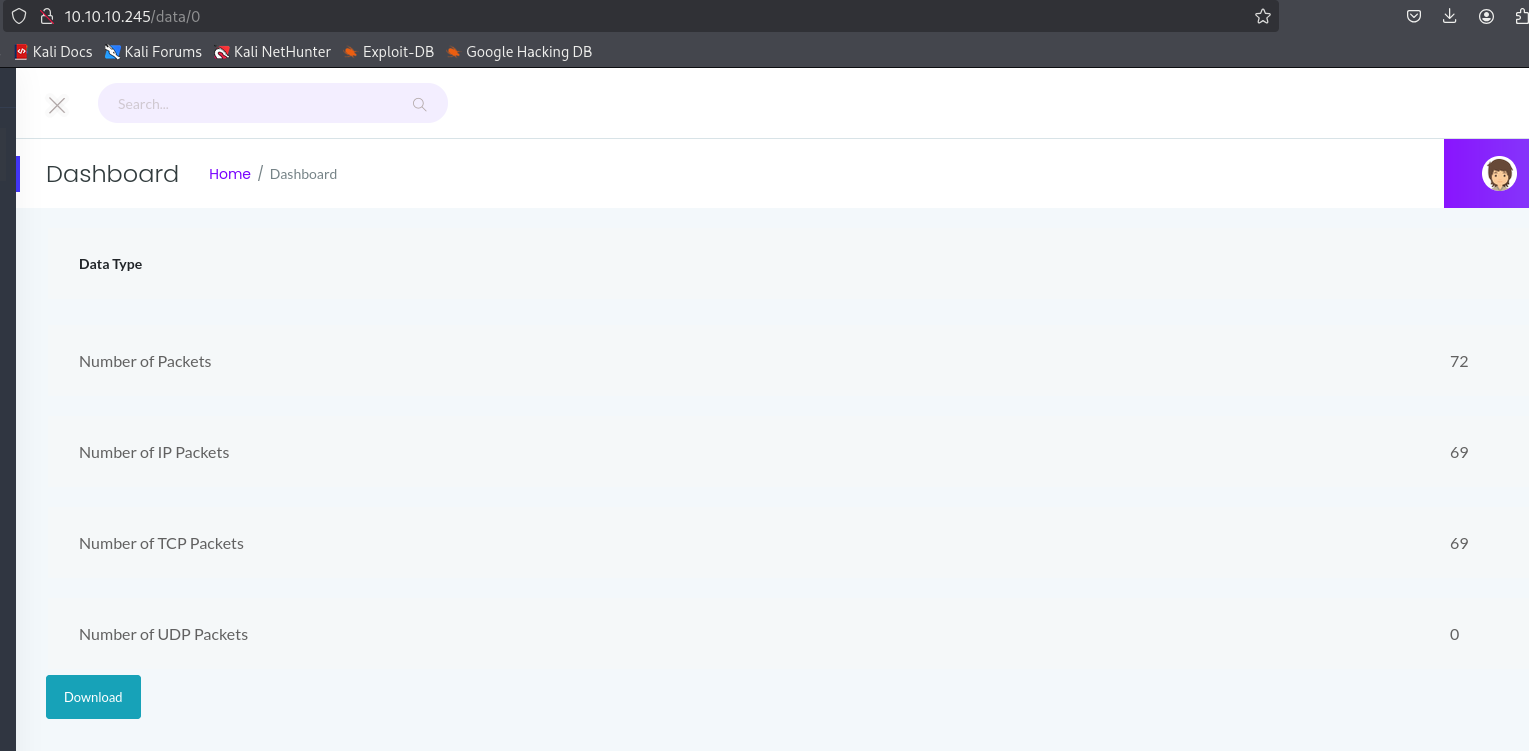 10.10.10.245/data/0
Kali Docs Kali Forums Kali NetHunter Exploit-DB Google Hacking DB
Search...
Dashboard Home / Dashboard
Data Type
Number of Packets 72
Number of IP Packets 69
Number of TCP Packets 69
Number of UDP Packets 0
Download